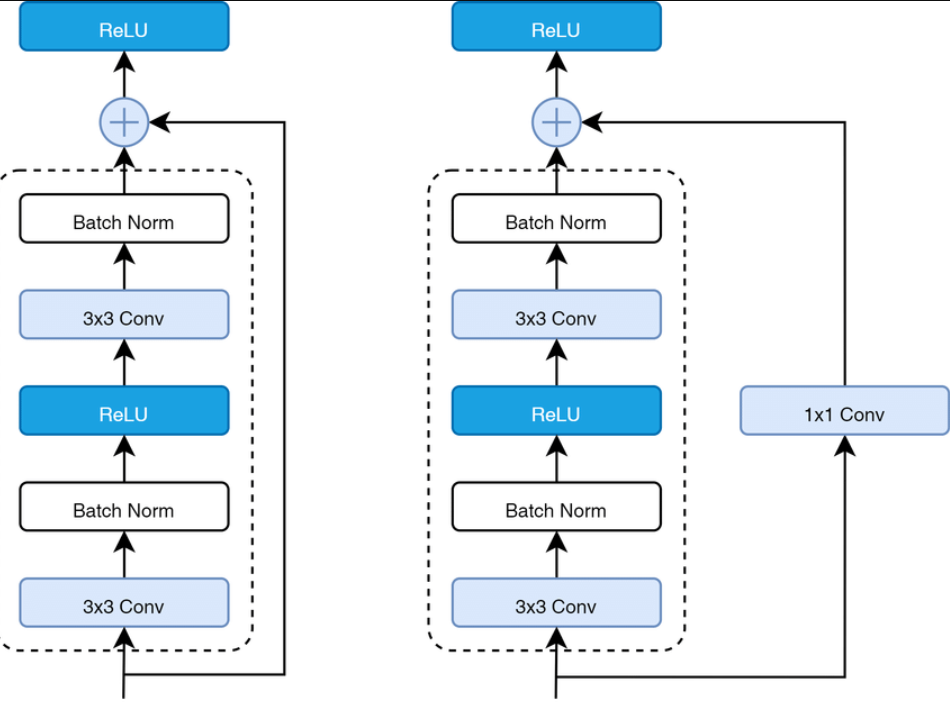 ReLU
Batch Norm
3x3 Conv
ReLU
Batch Norm
3x3 Conv
ReLU
Batch Norm
3x3 Conv
ReLU
Batch Norm
3x3 Conv
1x1 Conv